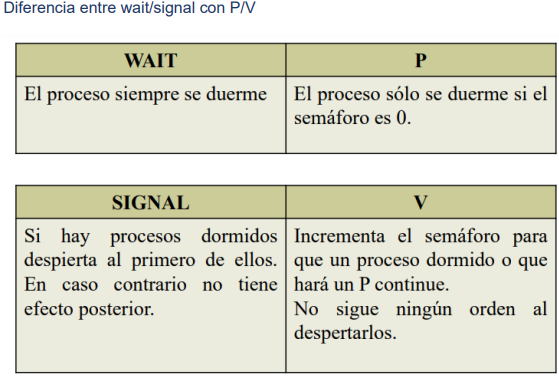 Diferencia entre wait/signal con P/V
WAIT
P
El proceso siempre se duerme
El proceso sólo se duerme si el
semáforo es 0.
SIGNAL
V
Si hay procesos dormidos
despierta al primero de ellos.
En caso contrario no tiene
efecto posterior.
Incrementa el semáforo para
que un proceso dormido o que
hará un P continue.
No sigue ningún orden al
despertarlos.